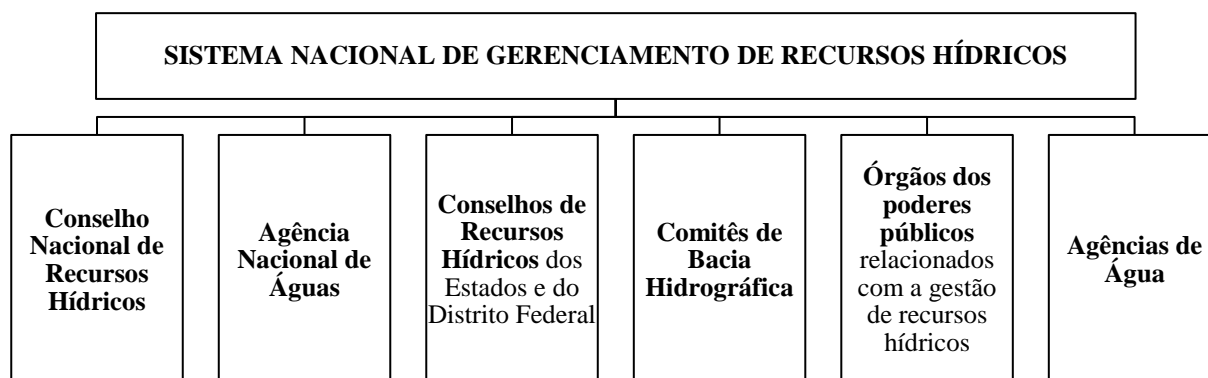 SISTEMA NACIONAL DE GERENCIAMENTO DE RECURSOS HÍDRICOS
Conselho
Nacional de
Recursos
Hídricos
Agência
Nacional de
Águas
Conselhos de
Recursos
Hídricos dos
Estados e do
Distrito Federal
Comitês de
Bacia
Hidrográfica
Órgãos dos
poderes
públicos
relacionados
com a gestão
de recursos
hídricos
Agências de
Água